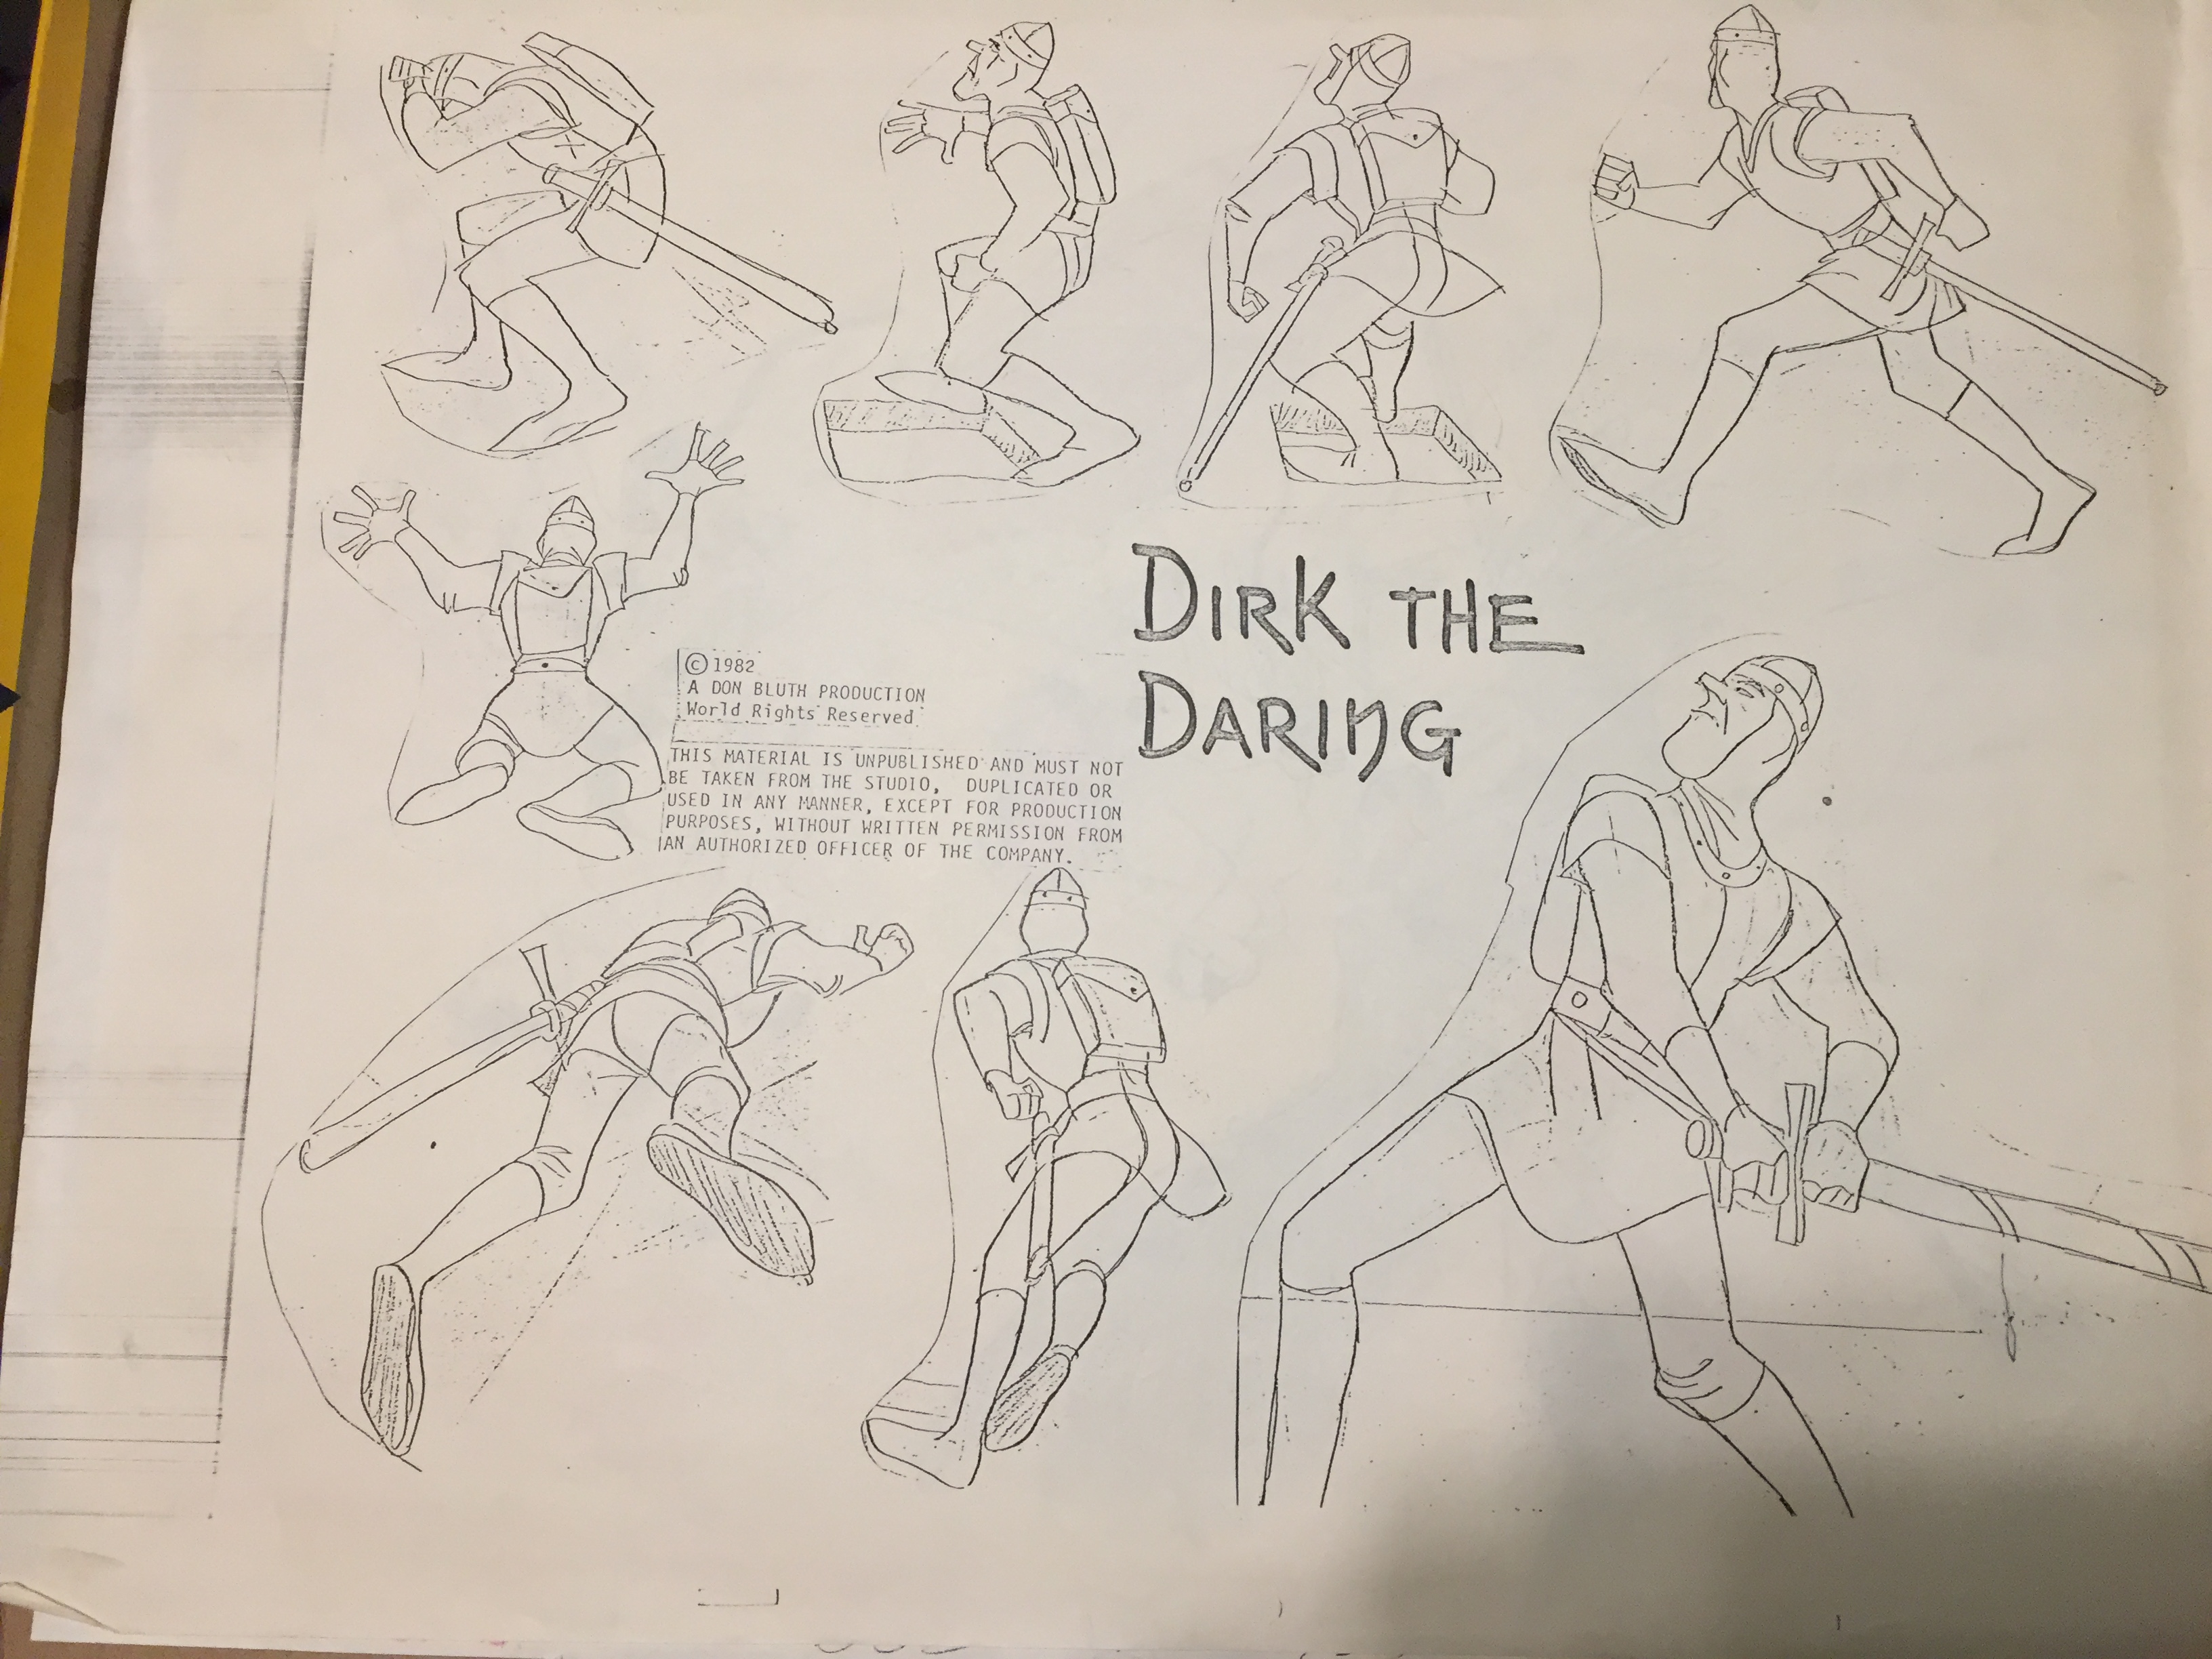 DIRK THE
DARING
© 1982
A DON BLUTH PRODUCTION
World Rights Reserved
THIS MATERIAL IS UNPUBLISHED AND MUST NOT
BE TAKEN FROM THE STUDIO, DUPLICATED OR
USED IN ANY MANNER, EXCEPT FOR PRODUCTION
PURPOSES, WITHOUT WRITTEN PERMISSION FROM
AN AUTHORIZED OFFICER OF THE COMPANY.